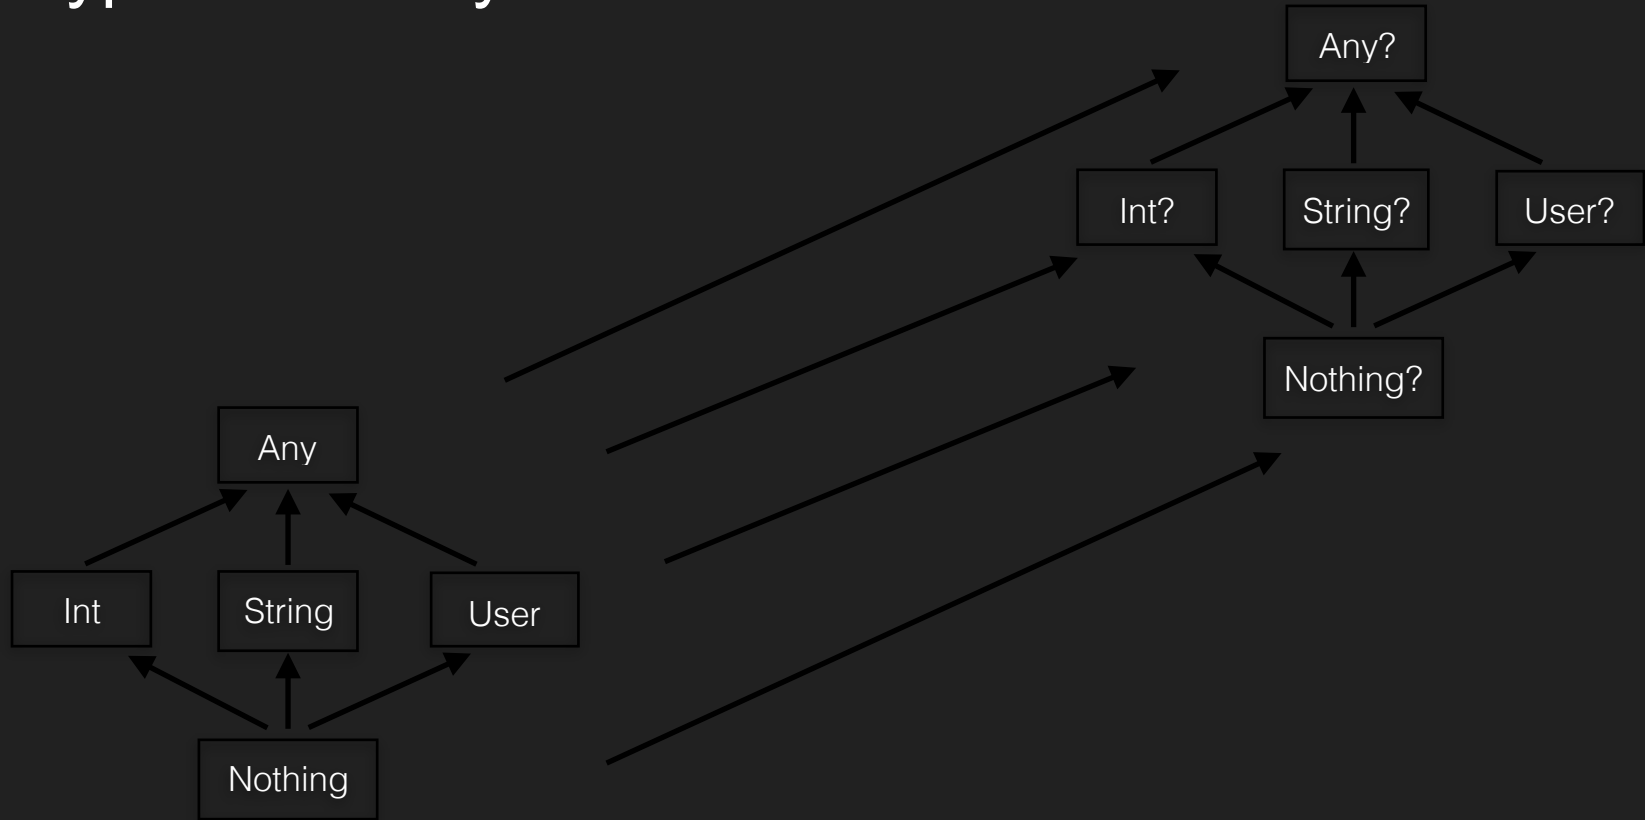 Any?
Int?
String?
User?
Nothing?
Any
Int
String
User
Nothing